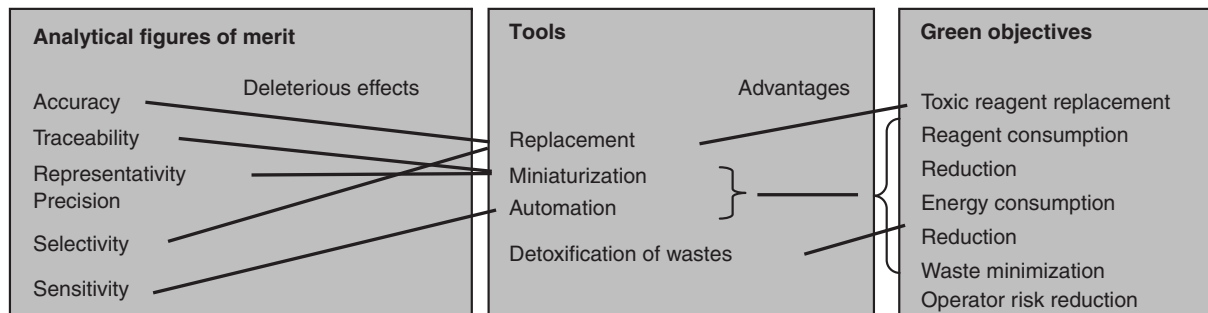 Analytical figures of merit
Deleterious effects
Accuracy
Traceability
Representativity
Precision
Selectivity
Sensitivity
Tools
Advantages
Replacement
Miniaturization
Automation
Detoxification of wastes
Green objectives
Toxic reagent replacement
Reagent consumption
Reduction
Energy consumption
Reduction
Waste minimization
Operator risk reduction